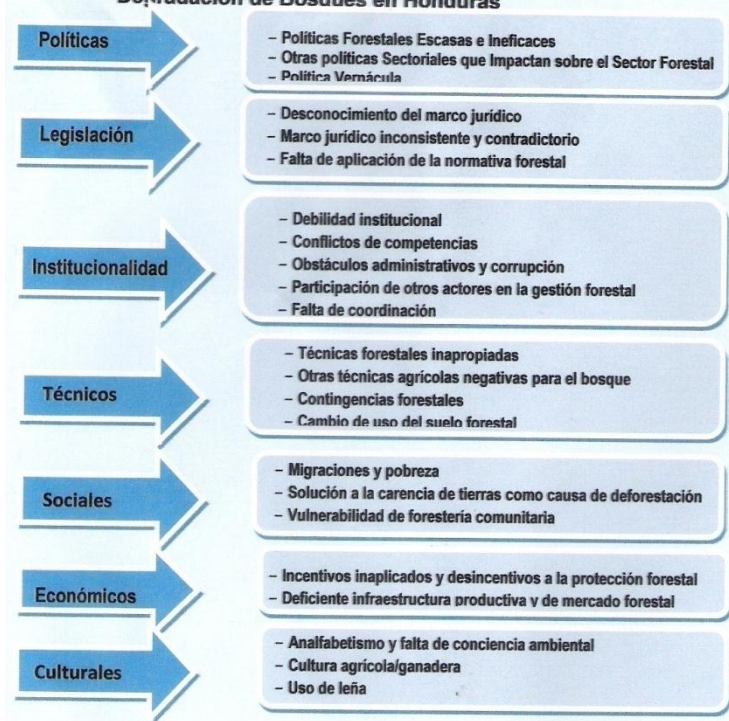 Degradación de Bosques en Honduras
Políticas
– Políticas Forestales Escasas e Ineficaces
– Otras políticas Sectoriales que Impactan sobre el Sector Forestal
– Política Vernácula
Legislación
– Desconocimiento del marco jurídico
– Marco jurídico inconsistente y contradictorio
– Falta de aplicación de la normativa forestal
Institucionalidad
– Debilidad institucional
– Conflictos de competencias
– Obstáculos administrativos y corrupción
– Participación de otros actores en la gestión forestal
– Falta de coordinación
Técnicos
– Técnicas forestales inapropiadas
– Otras técnicas agrícolas negativas para el bosque
– Contingencias forestales
– Cambio de uso del suelo forestal
Sociales
– Migraciones y pobreza
– Solución a la carencia de tierras como causa de deforestación
– Vulnerabilidad de forestería comunitaria
Económicos
– Incentivos inaplicados y desincentivos a la protección forestal
– Deficiente infraestructura productiva y de mercado forestal
Culturales
– Analfabetismo y falta de conciencia ambiental
– Cultura agrícola/ganadera
– Uso de leña